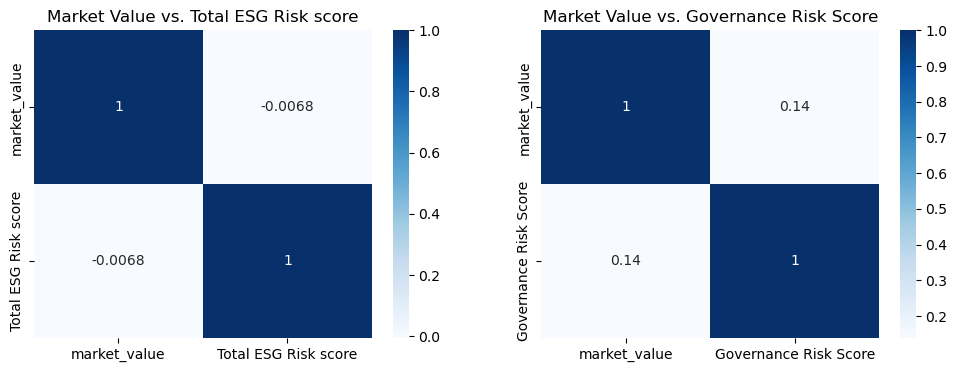 Market Value vs. Total ESG Risk score
market_value
Total ESG Risk score
1
-0.0068
-0.0068
1
market_value
Total ESG Risk score
1.0
0.8
0.6
0.4
0.2
0.0
Market Value vs. Governance Risk Score
market_value
Governance Risk Score
1
0.14
0.14
1
market_value
Governance Risk Score
1.0
0.9
0.8
0.7
0.6
0.5
0.4
0.3
0.2